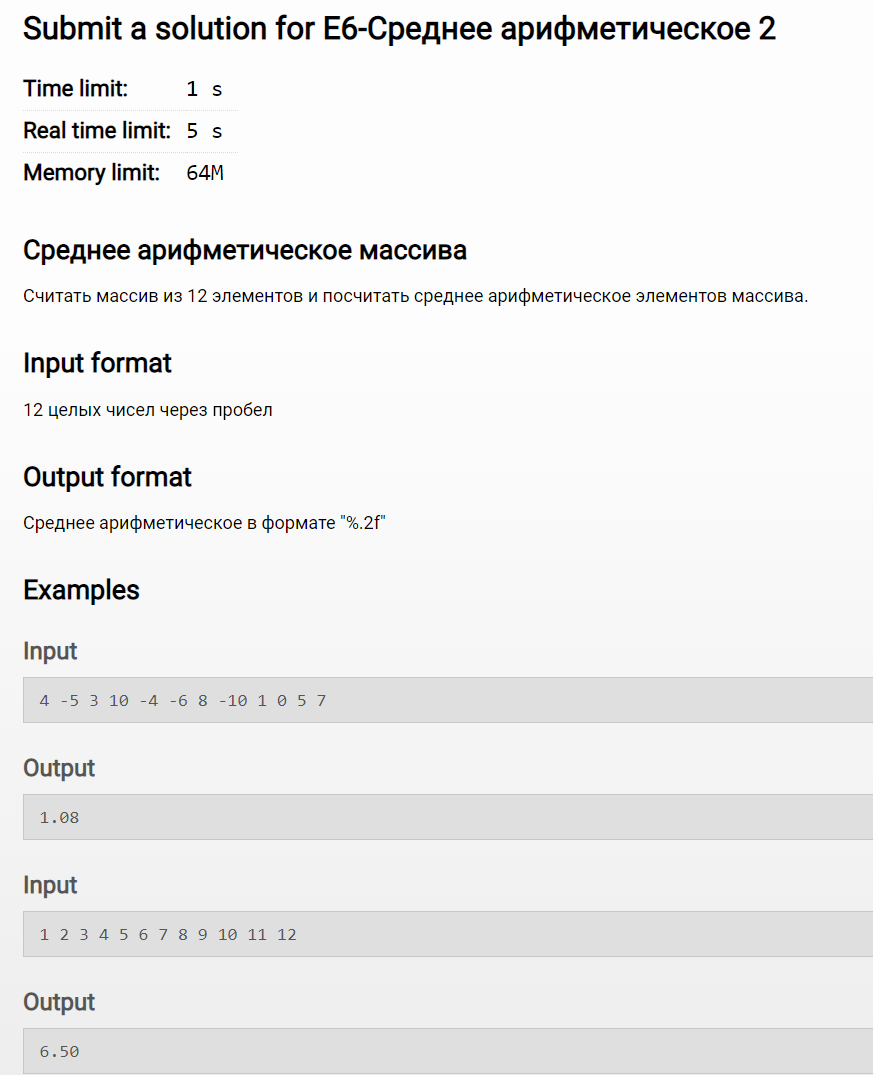 Submit a solution for E6-Среднее арифметическое 2
Time limit: 1 s
Real time limit: 5 s
Memory limit: 64M
Среднее арифметическое массива
Считать массив из 12 элементов и посчитать среднее арифметическое элементов массива.
Input format
12 целых чисел через пробел
Output format
Среднее арифметическое в формате "%.2f"
Examples
Input
4 -5 3 10 -4 -6 8 -10 1 0 5 7
Output
1.08
Input
1 2 3 4 5 6 7 8 9 10 11 12
Output
6.50